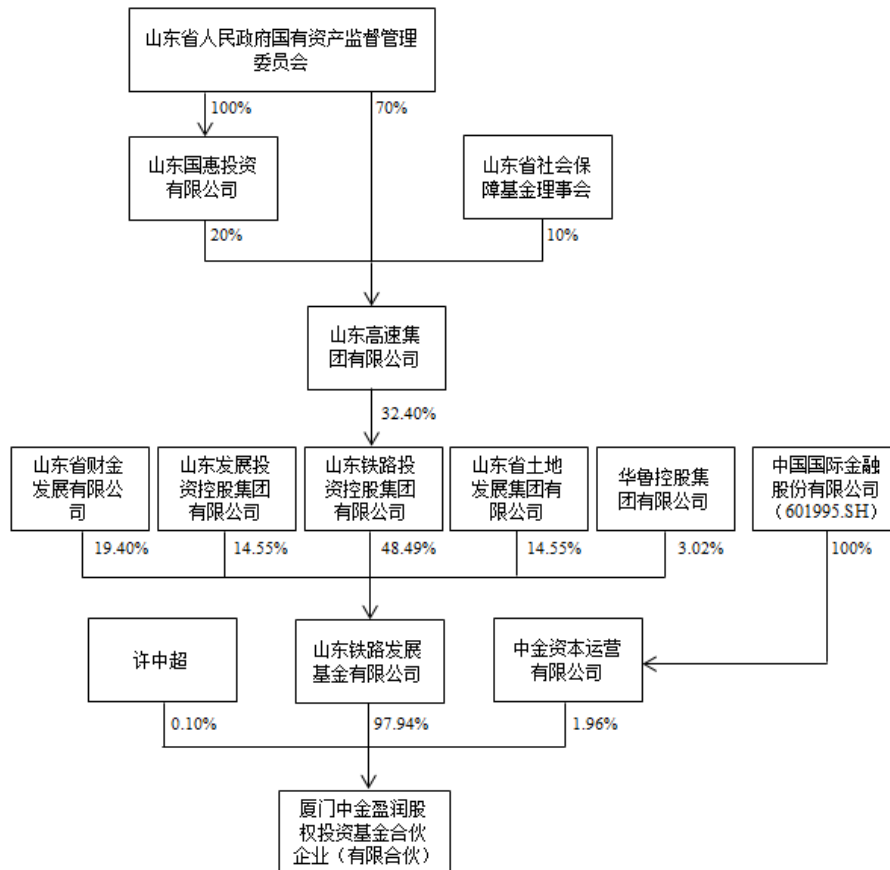 山东省人民政府国有资产监督管理
委员会
100%
70%
山东国惠投资
有限公司
山东省社会保
障基金理事会
20%
10%
山东高速集
团有限公司
32.40%
山东省财金
发展有限公
司
山东发展投
资控股集团
有限公司
山东铁路投
资控股集团
有限公司
山东省土地
发展集团有
限公司
华鲁控股集
团有限公司
中国国际金融
股份有限公司
（601995.SH）
19.40%
14.55%
48.49%
14.55%
3.02%
100%
许中超
山东铁路发展
基金有限公司
中金资本运营
有限公司
0.10%
97.94%
1.96%
厦门中金盈润股
权投资基金合伙
企业（有限合伙）